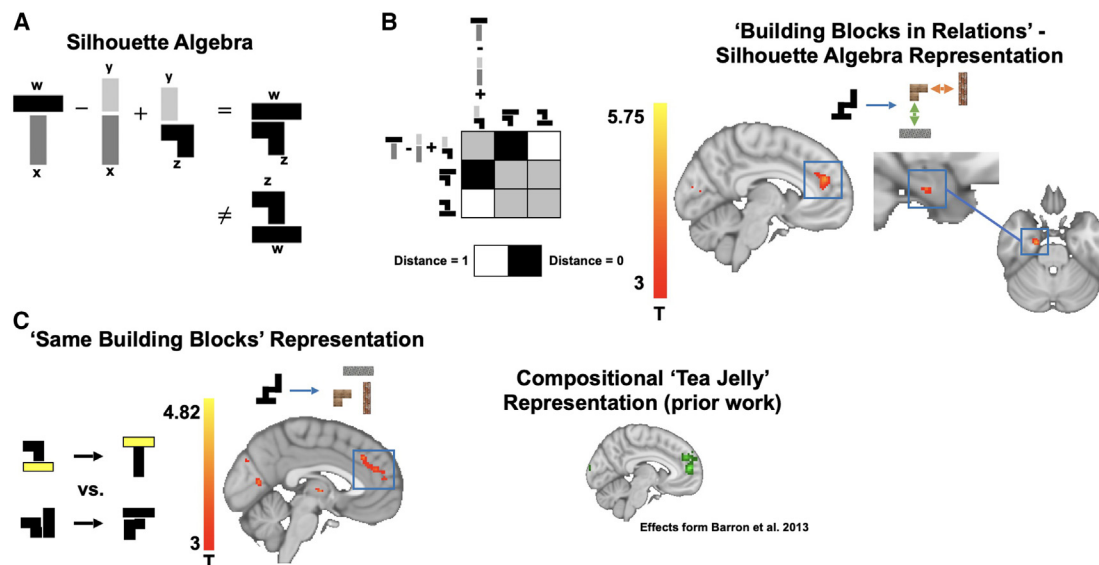 A
Silhouette Algebra
w
y
y
w
−
+
=
x
x
z
z
z
≠
w
B
-
+
- +
Distance = 1
Distance = 0
'Building Blocks in Relations' -
Silhouette Algebra Representation
5.75
3
T
C
'Same Building Blocks' Representation
4.82
vs.
3
T
Compositional 'Tea Jelly'
Representation (prior work)
Effects form Barron et al. 2013